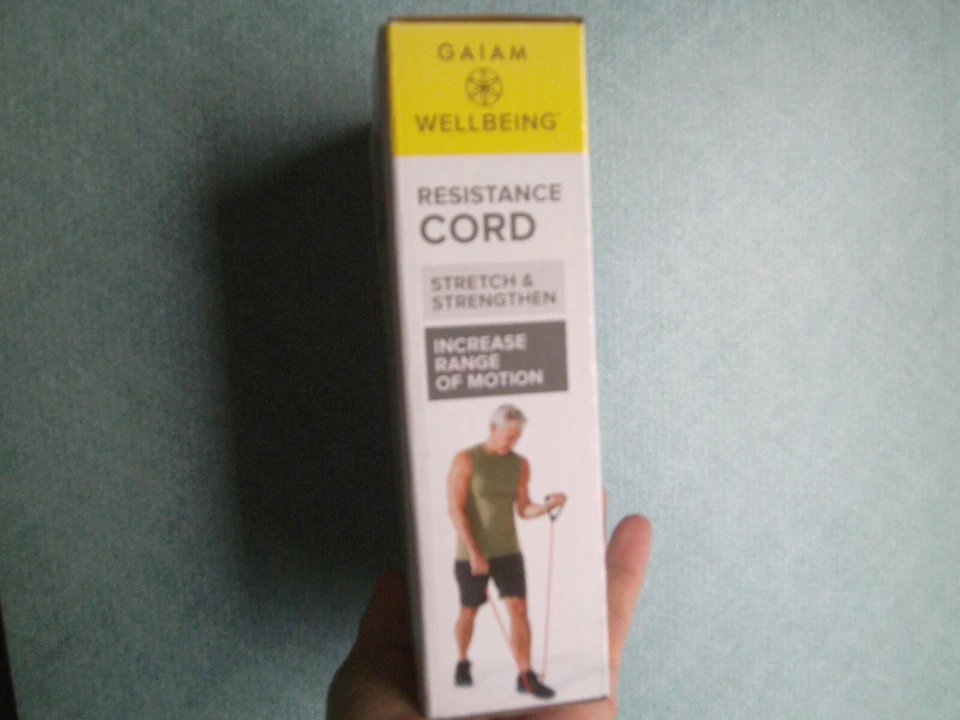 GAIAM
WELLBEING
RESISTANCE
CORD
STRETCH &
STRENGTHEN
INCREASE
RANGE
OF MOTION